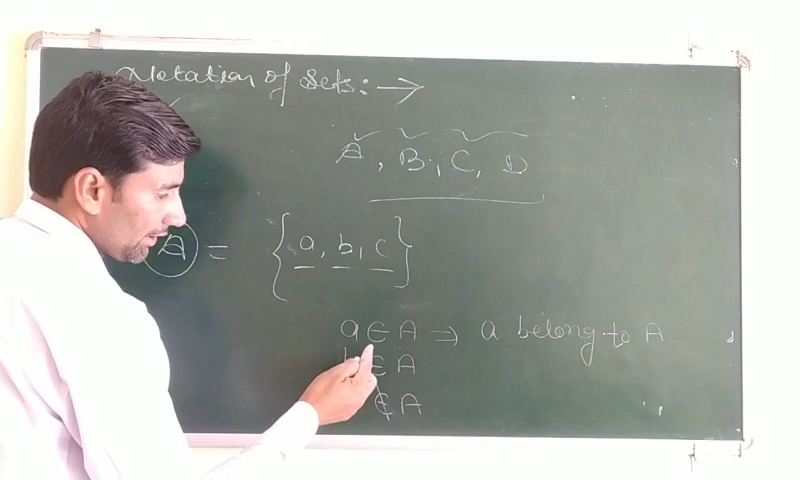 Notation of Sets: →
A, B, C, D
A = {a, b, c}
a ∈ A ⇒ a belong to A
b ∈ A
∉ A